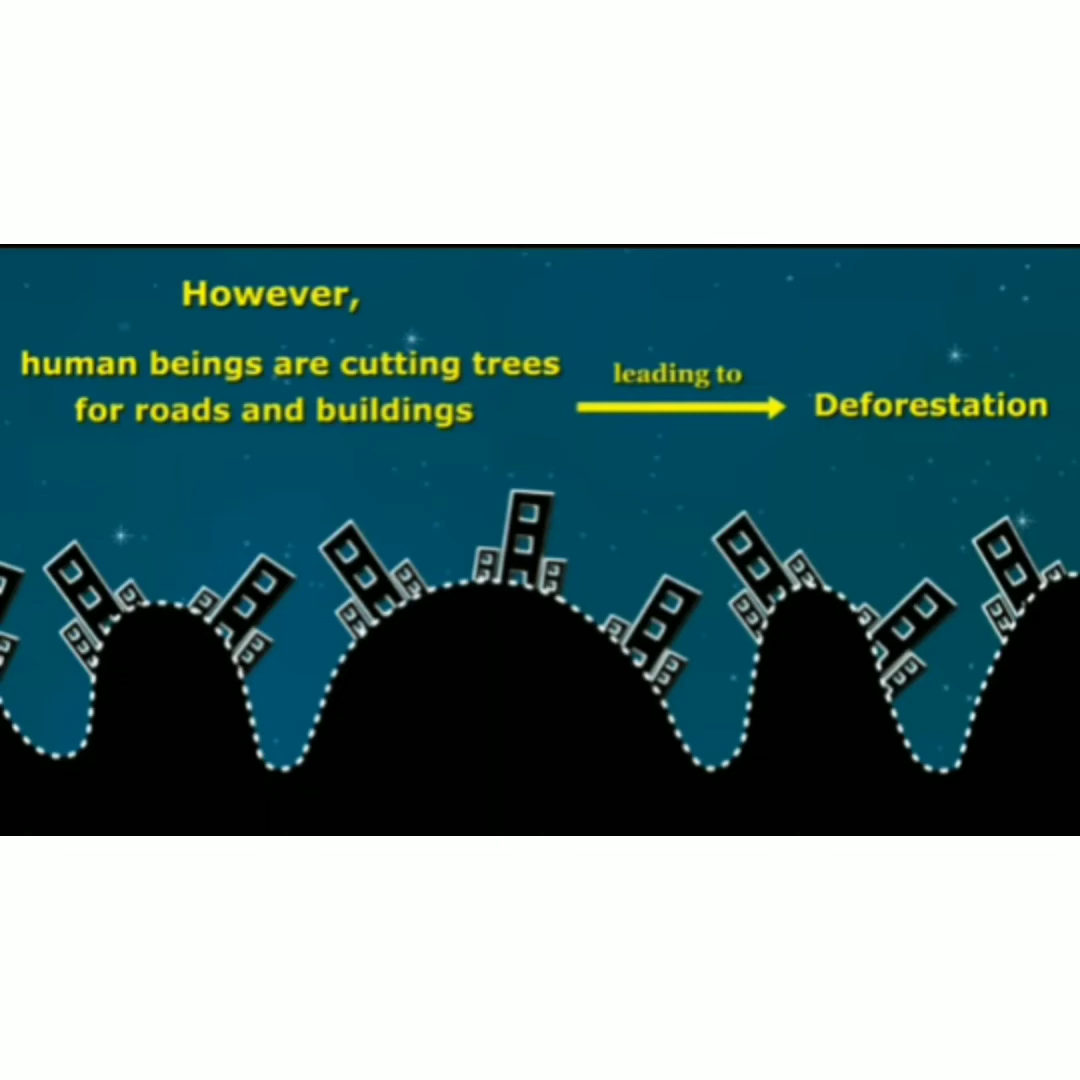 However,
human beings are cutting trees
for roads and buildings
leading to
Deforestation